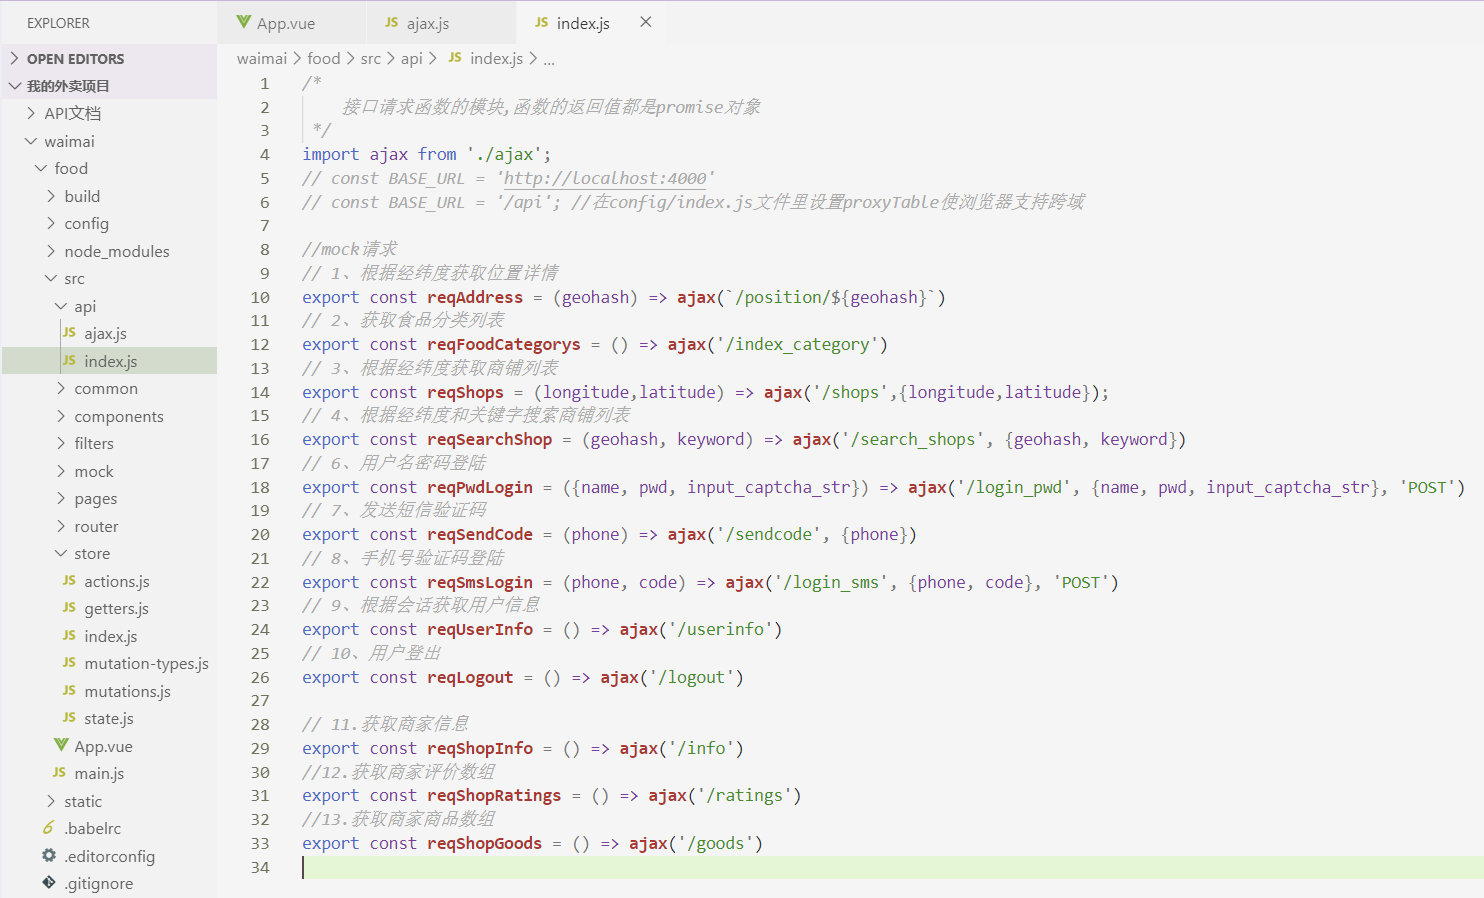 EXPLORER
OPEN EDITORS
我的外卖项目
API文档
waimai
food
build
config
node_modules
src
api
JS ajax.js
JS index.js
common
components
filters
mock
pages
router
store
JS actions.js
JS getters.js
JS index.js
JS mutation-types.js
JS mutations.js
JS state.js
App.vue
JS main.js
static
.babelrc
.editorconfig
.gitignore
App.vue
JS ajax.js
JS index.js
waimai > food > src > api > JS index.js > ...
1 /*
2 接口请求函数的模块,函数的返回值都是promise对象
3 */
4 import ajax from './ajax';
5 // const BASE_URL = 'http://localhost:4000'
6 // const BASE_URL = '/api'; //在config/index.js文件里设置proxyTable使浏览器支持跨域
7
8 //mock请求
9 // 1、根据经纬度获取位置详情
10 export const reqAddress = (geohash) => ajax(`/position/${geohash}`)
11 // 2、获取食品分类列表
12 export const reqFoodCategorys = () => ajax('/index_category')
13 // 3、根据经纬度获取商铺列表
14 export const reqShops = (longitude,latitude) => ajax('/shops',{longitude,latitude});
15 // 4、根据经纬度和关键字搜索商铺列表
16 export const reqSearchShop = (geohash, keyword) => ajax('/search_shops', {geohash, keyword})
17 // 6、用户名密码登陆
18 export const reqPwdLogin = ({name, pwd, input_captcha_str}) => ajax('/login_pwd', {name, pwd, input_captcha_str}, 'POST')
19 // 7、发送短信验证码
20 export const reqSendCode = (phone) => ajax('/sendcode', {phone})
21 // 8、手机号验证码登陆
22 export const reqSmsLogin = (phone, code) => ajax('/login_sms', {phone, code}, 'POST')
23 // 9、根据会话获取用户信息
24 export const reqUserInfo = () => ajax('/userinfo')
25 // 10、用户登出
26 export const reqLogout = () => ajax('/logout')
27
28 // 11.获取商家信息
29 export const reqShopInfo = () => ajax('/info')
30 //12.获取商家评价数组
31 export const reqShopRatings = () => ajax('/ratings')
32 //13.获取商家商品数组
33 export const reqShopGoods = () => ajax('/goods')
34